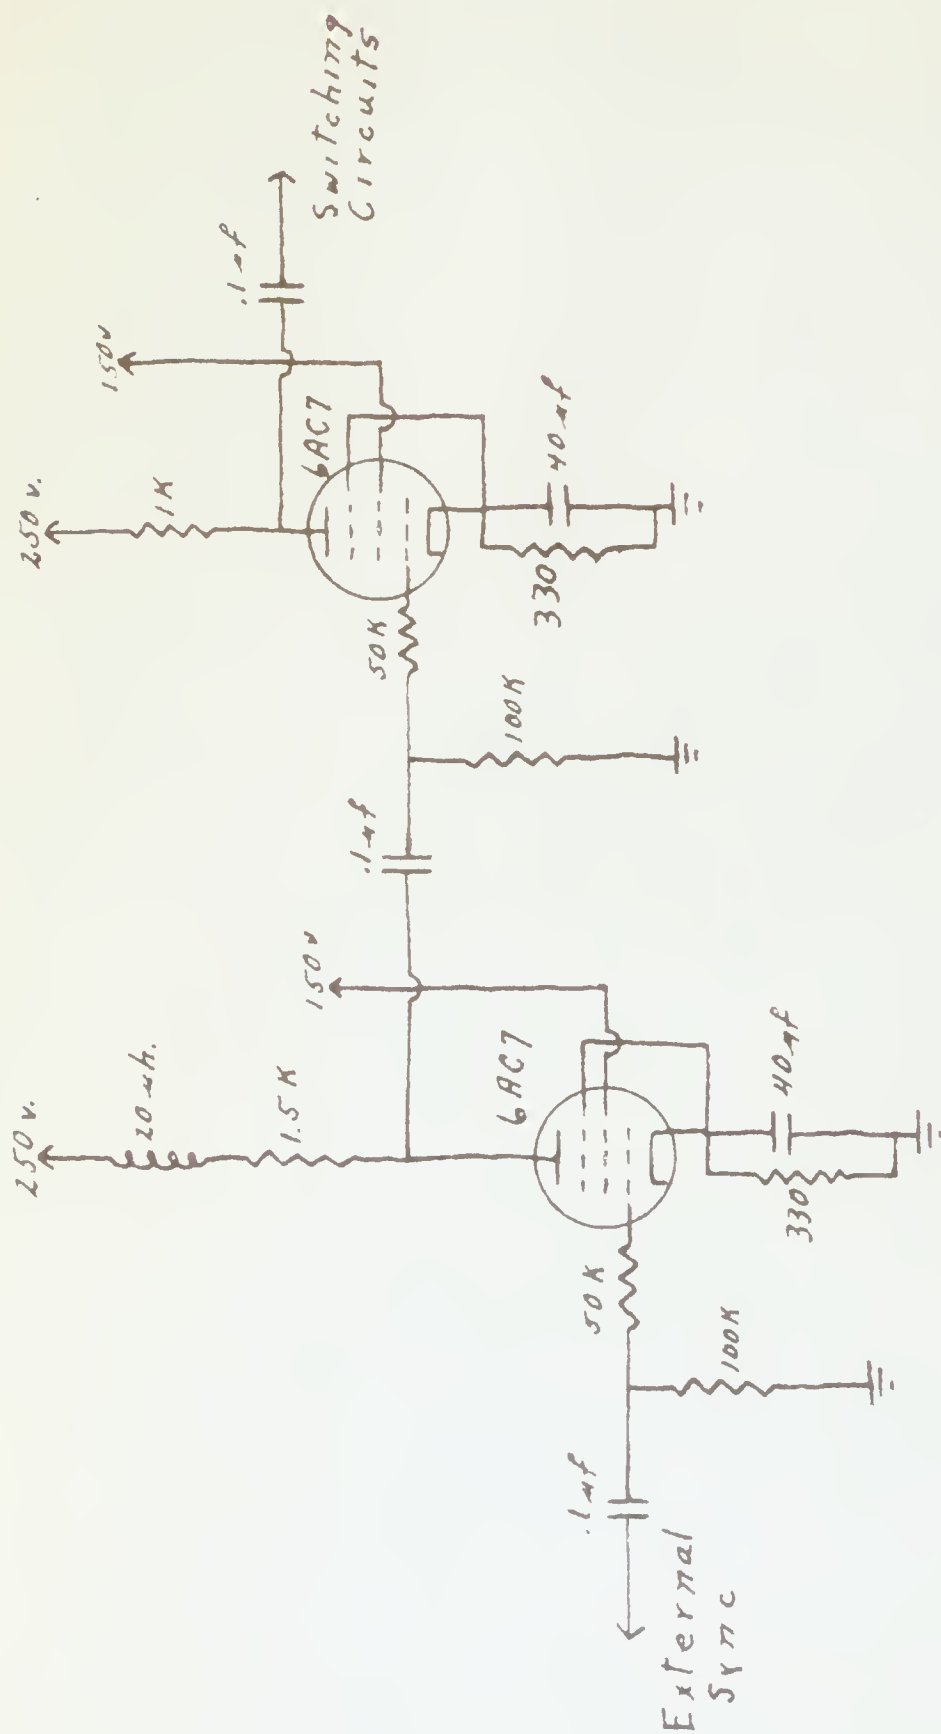 250 v.
20 µh.
1.5 K
150 v
6AC7
.1 µf
50 K
100K
External
Sync
.1 µf
40 µf
330
250 v.
1K
150v
6AC7
.1 µf
Switching
Circuits
50K
100K
40 µf
330